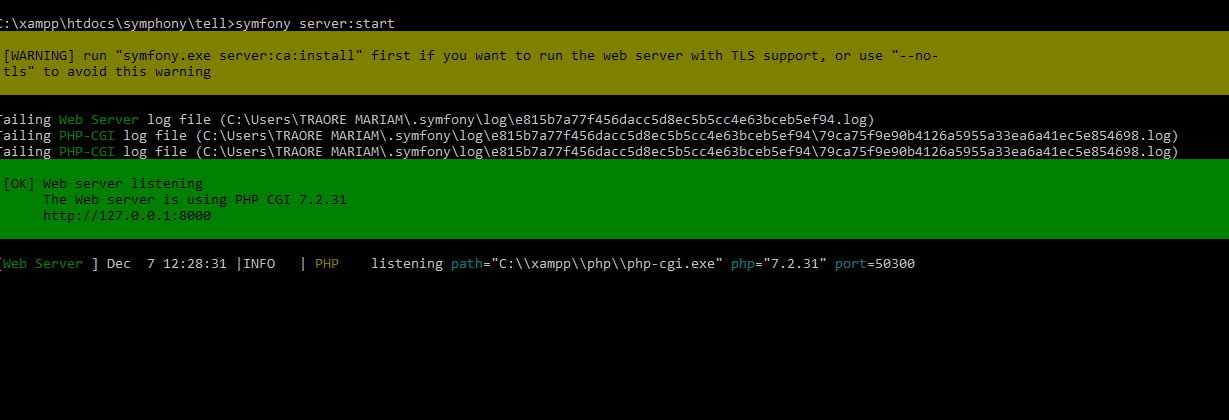 C:\xampp\htdocs\symphony\tell>symfony server:start
[WARNING] run "symfony.exe server:ca:install" first if you want to run the web server with TLS support, or use "--no-
tls" to avoid this warning
Tailing Web Server log file (C:\Users\TRAORE MARIAM\.symfony\log\e815b7a77f456dacc5d8ec5b5cc4e63bceb5ef94.log)
Tailing PHP-CGI log file (C:\Users\TRAORE MARIAM\.symfony\log\e815b7a77f456dacc5d8ec5b5cc4e63bceb5ef94\79ca75f9e90b4126a5955a33ea6a41ec5e854698.log)
Tailing PHP-CGI log file (C:\Users\TRAORE MARIAM\.symfony\log\e815b7a77f456dacc5d8ec5b5cc4e63bceb5ef94\79ca75f9e90b4126a5955a33ea6a41ec5e854698.log)
[OK] Web server listening
The Web server is using PHP CGI 7.2.31
http://127.0.0.1:8000
[Web Server ] Dec  7 12:28:31 |INFO   | PHP    listening path="C:\\xampp\\php\\php-cgi.exe" php="7.2.31" port=50300